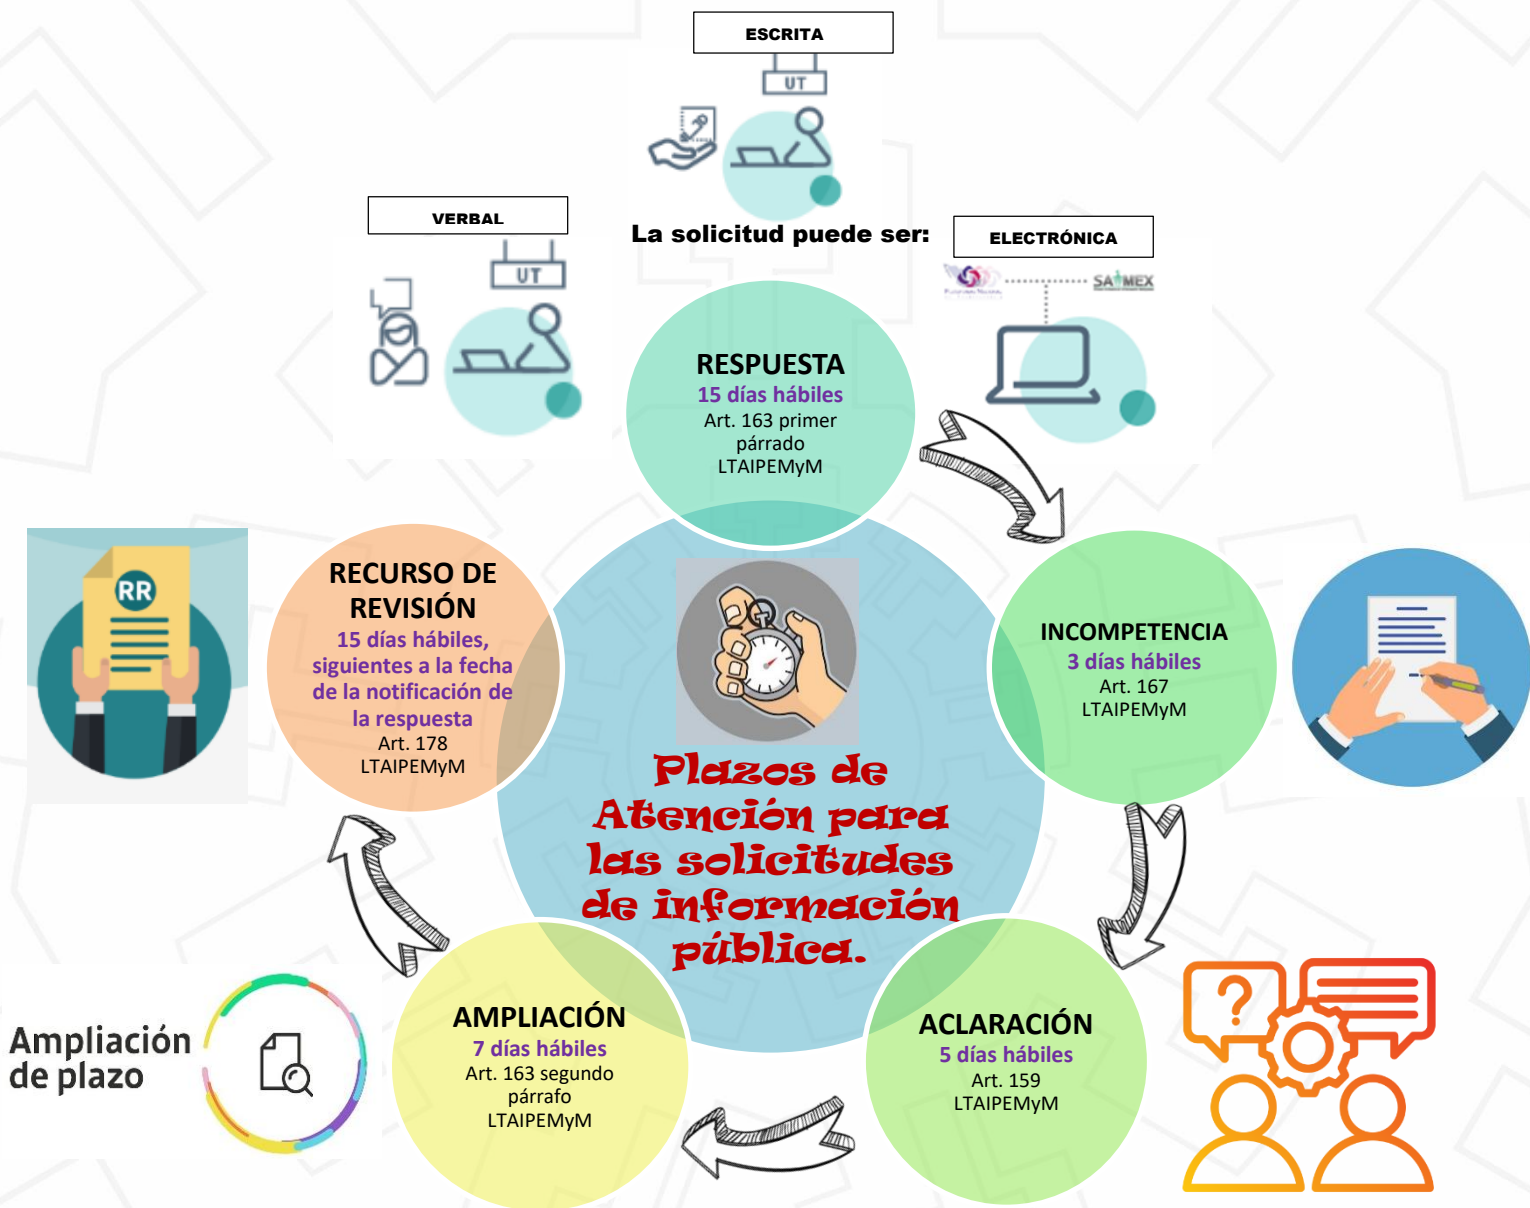 ESCRITA
UT
VERBAL
UT
La solicitud puede ser:
ELECTRÓNICA
SAIMEX
RESPUESTA
15 días hábiles
Art. 163 primer
párrado
LTAIPEMyM
RR
RECURSO DE
REVISIÓN
15 días hábiles,
siguientes a la fecha
de la notificación de
la respuesta
Art. 178
LTAIPEMyM
INCOMPETENCIA
3 días hábiles
Art. 167
LTAIPEMyM
Plazos de
Atención para
las solicitudes
de información
pública.
Ampliación
de plazo
AMPLIACIÓN
7 días hábiles
Art. 163 segundo
párrafo
LTAIPEMyM
ACLARACIÓN
5 días hábiles
Art. 159
LTAIPEMyM
?